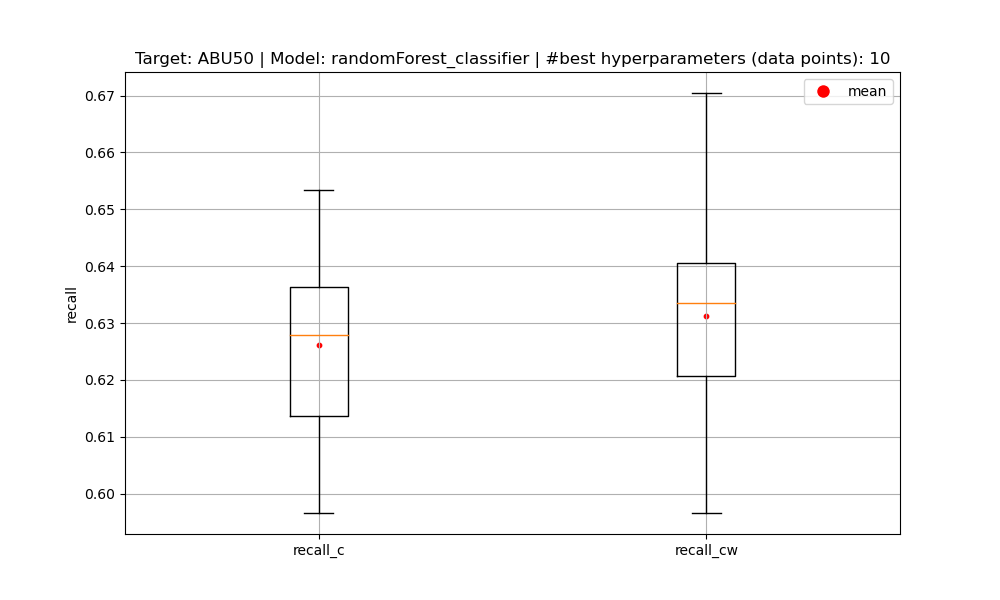 Target: ABU50 | Model: randomForest_classifier | #best hyperparameters (data points): 10
mean
recall
0.67
0.66
0.65
0.64
0.63
0.62
0.61
0.60
recall_c
recall_cw